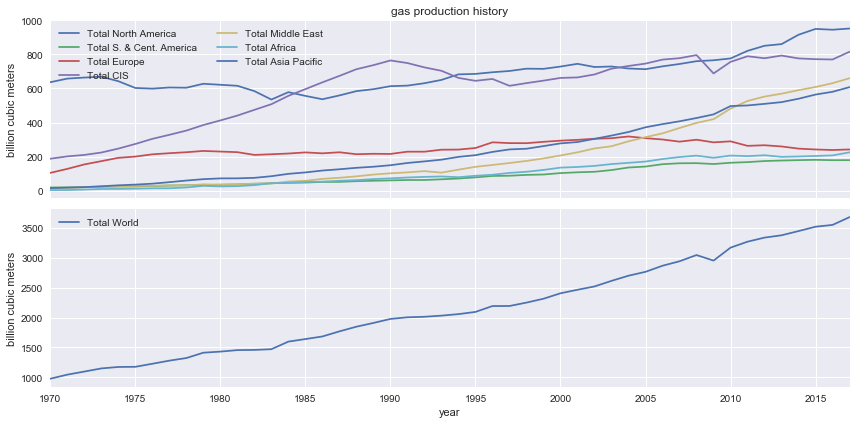 gas production history
billion cubic meters
1000
800
600
400
200
0
Total North America
Total S. & Cent. America
Total Europe
Total CIS
Total Middle East
Total Africa
Total Asia Pacific
billion cubic meters
3500
3000
2500
2000
1500
1000
Total World
1970 1975 1980 1985 1990 1995 2000 2005 2010 2015
year